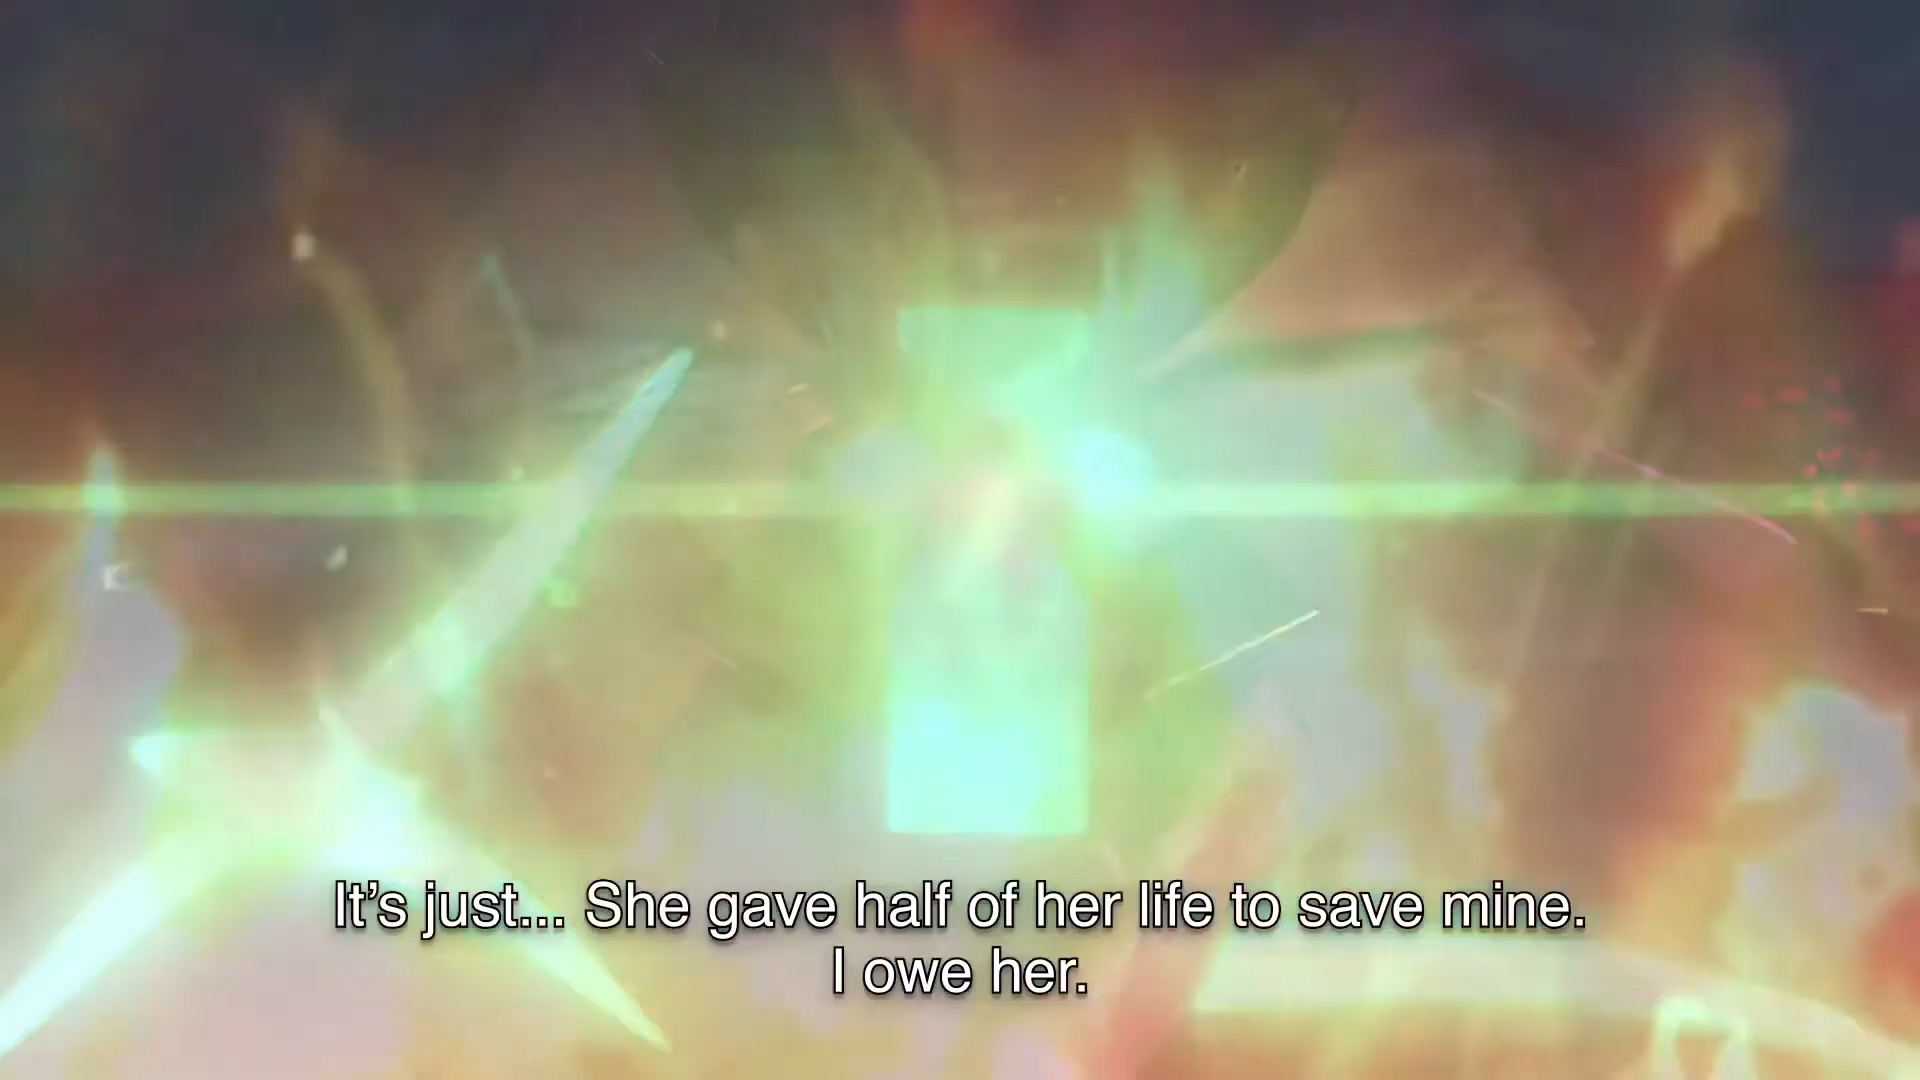 It’s just... She gave half of her life to save mine.
I owe her.